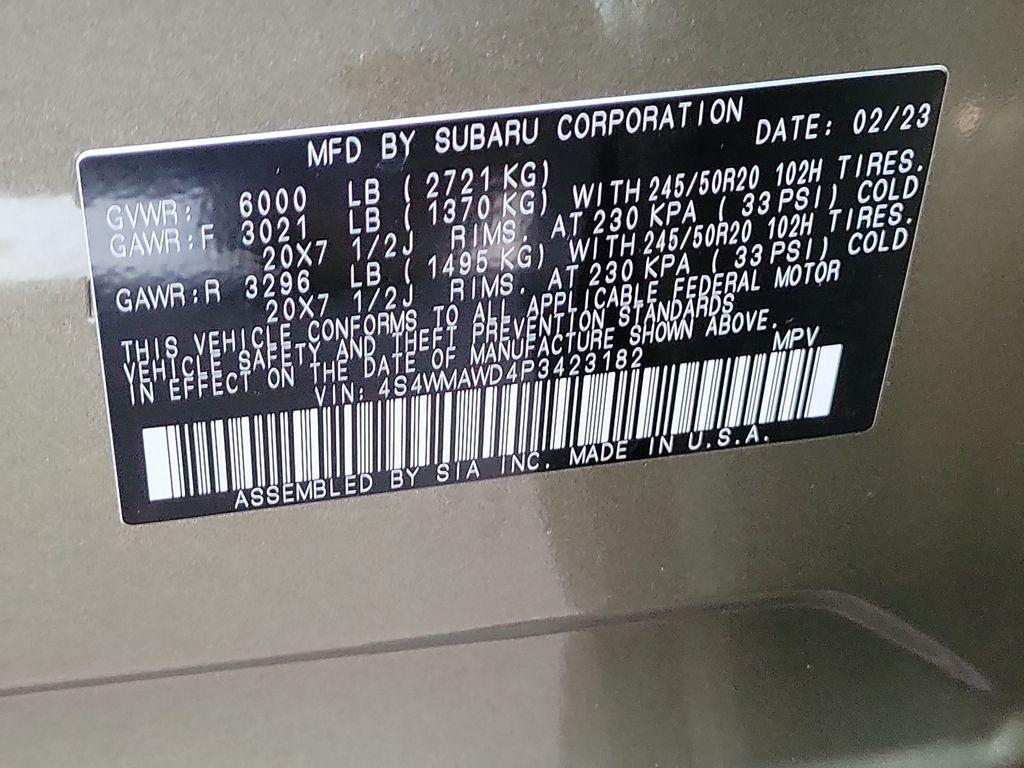 MFD BY SUBARU CORPORATION DATE: 02/23
GVWR: 6000 LB ( 2721 KG)
GAWR:F 3021 LB ( 1370 KG) WITH 245/50R20 102H TIRES.
20X7 1/2J RIMS. AT 230 KPA ( 33 PSI) COLD
GAWR:R 3296 LB ( 1495 KG) WITH 245/50R20 102H TIRES.
20X7 1/2J RIMS. AT 230 KPA ( 33 PSI) COLD
THIS VEHICLE CONFORMS TO ALL APPLICABLE FEDERAL MOTOR
VEHICLE SAFETY AND THEFT PREVENTION STANDARDS
IN EFFECT ON THE DATE OF MANUFACTURE SHOWN ABOVE.
VIN: 4S4WMAWD4P3423182 MPV
ASSEMBLED BY SIA INC. MADE IN U.S.A.